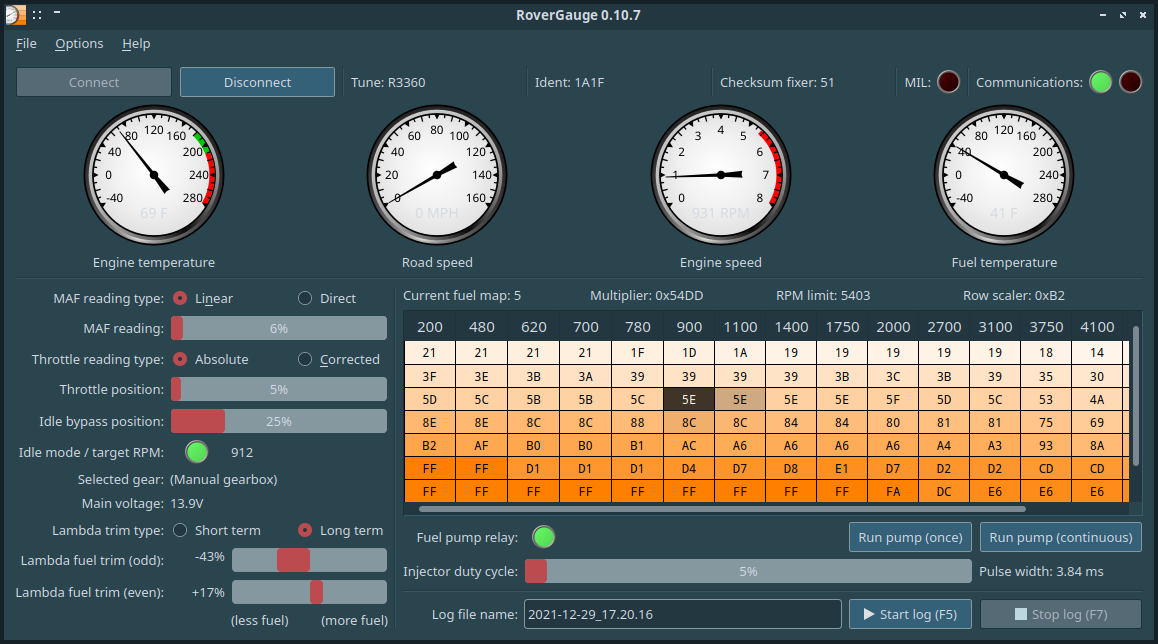 RoverGauge 0.10.7
File Options Help
Connect Disconnect Tune: R3360 Ident: 1A1F Checksum fixer: 51 MIL: Communications:
-40 0 40 80 120 160 200 240 280
69 F
0 20 40 60 80 100 120 140 160
0 MPH
0 1 2 3 4 5 6 7 8
931 RPM
-40 0 40 80 120 160 200 240 280
41 F
Engine temperature Road speed Engine speed Fuel temperature
MAF reading type: Linear Direct
MAF reading: 6%
Throttle reading type: Absolute Corrected
Throttle position: 5%
Idle bypass position: 25%
Idle mode / target RPM: 912
Selected gear: (Manual gearbox)
Main voltage: 13.9V
Lambda trim type: Short term Long term
Lambda fuel trim (odd): -43%
Lambda fuel trim (even): +17%
(less fuel) (more fuel)
Current fuel map: 5 Multiplier: 0x54DD RPM limit: 5403 Row scaler: 0xB2
200 480 620 700 780 900 1100 1400 1750 2000 2700 3100 3750 4100
21 21 21 21 1F 1D 1A 19 19 19 19 19 18 14
3F 3E 3B 3A 39 39 39 39 3B 3C 3B 39 35 30
5D 5C 5B 5B 5C 5E 5E 5E 5E 5F 5D 5C 53 4A
8E 8E 8C 8C 88 8C 8C 84 84 80 81 81 75 69
B2 AF B0 B0 B1 AC A6 A6 A6 A6 A4 A3 93 8A
FF FF D1 D1 D1 D4 D7 D8 E1 D7 D2 D2 CD CD
FF FF FF FF FF FF FF FF FF FA DC E6 E6 E6
Fuel pump relay: Run pump (once) Run pump (continuous)
Injector duty cycle: 5% Pulse width: 3.84 ms
Log file name: 2021-12-29_17.20.16 Start log (F5) Stop log (F7)